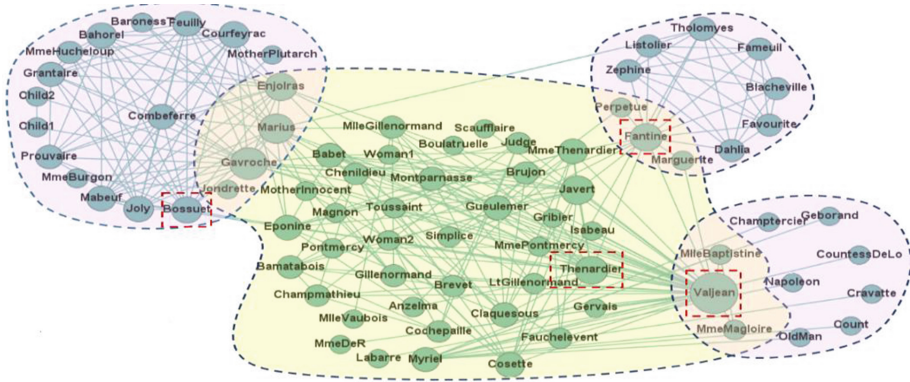 BaronessT
Feuilly
Bahorel
Courfeyrac
MmeHucheloup
MotherPlutarch
Grantaire
Enjolras
Child2
Combeferre
Child1
Marius
Prouvaire
Gavroche
MmeBurgon
Jondrette
Mabeuf
Joly
Bossuet
Tholomyes
Listolier
Fameuil
Zephine
Blacheville
Perpetue
Favourite
Fantine
Dahlia
Marguerite
MlleGillenormand
Scaufflaire
Babet
Woman1
Boulatruelle
Judge
MmeThenardier
Chenildieu
Montparnasse
Brujon
MotherInnocent
Javert
Magnon
Toussaint
Gueulemer
Gribier
Eponine
Isabeau
Pontmercy
Woman2
Simplice
MmePontmercy
Bamatabois
Gillenormand
Thenardier
Champmathieu
Brevet
LtGillenormand
Anzelma
Gervais
MlleVaubois
Claquesous
Cochepaille
Fauchelevent
MmeDeR
Labarre
Myriel
Cosette
Champtercier
Geborand
MlleBaptistine
CountessDeLo
Napoleon
Valjean
Cravatte
MmeMagloire
Count
OldMan